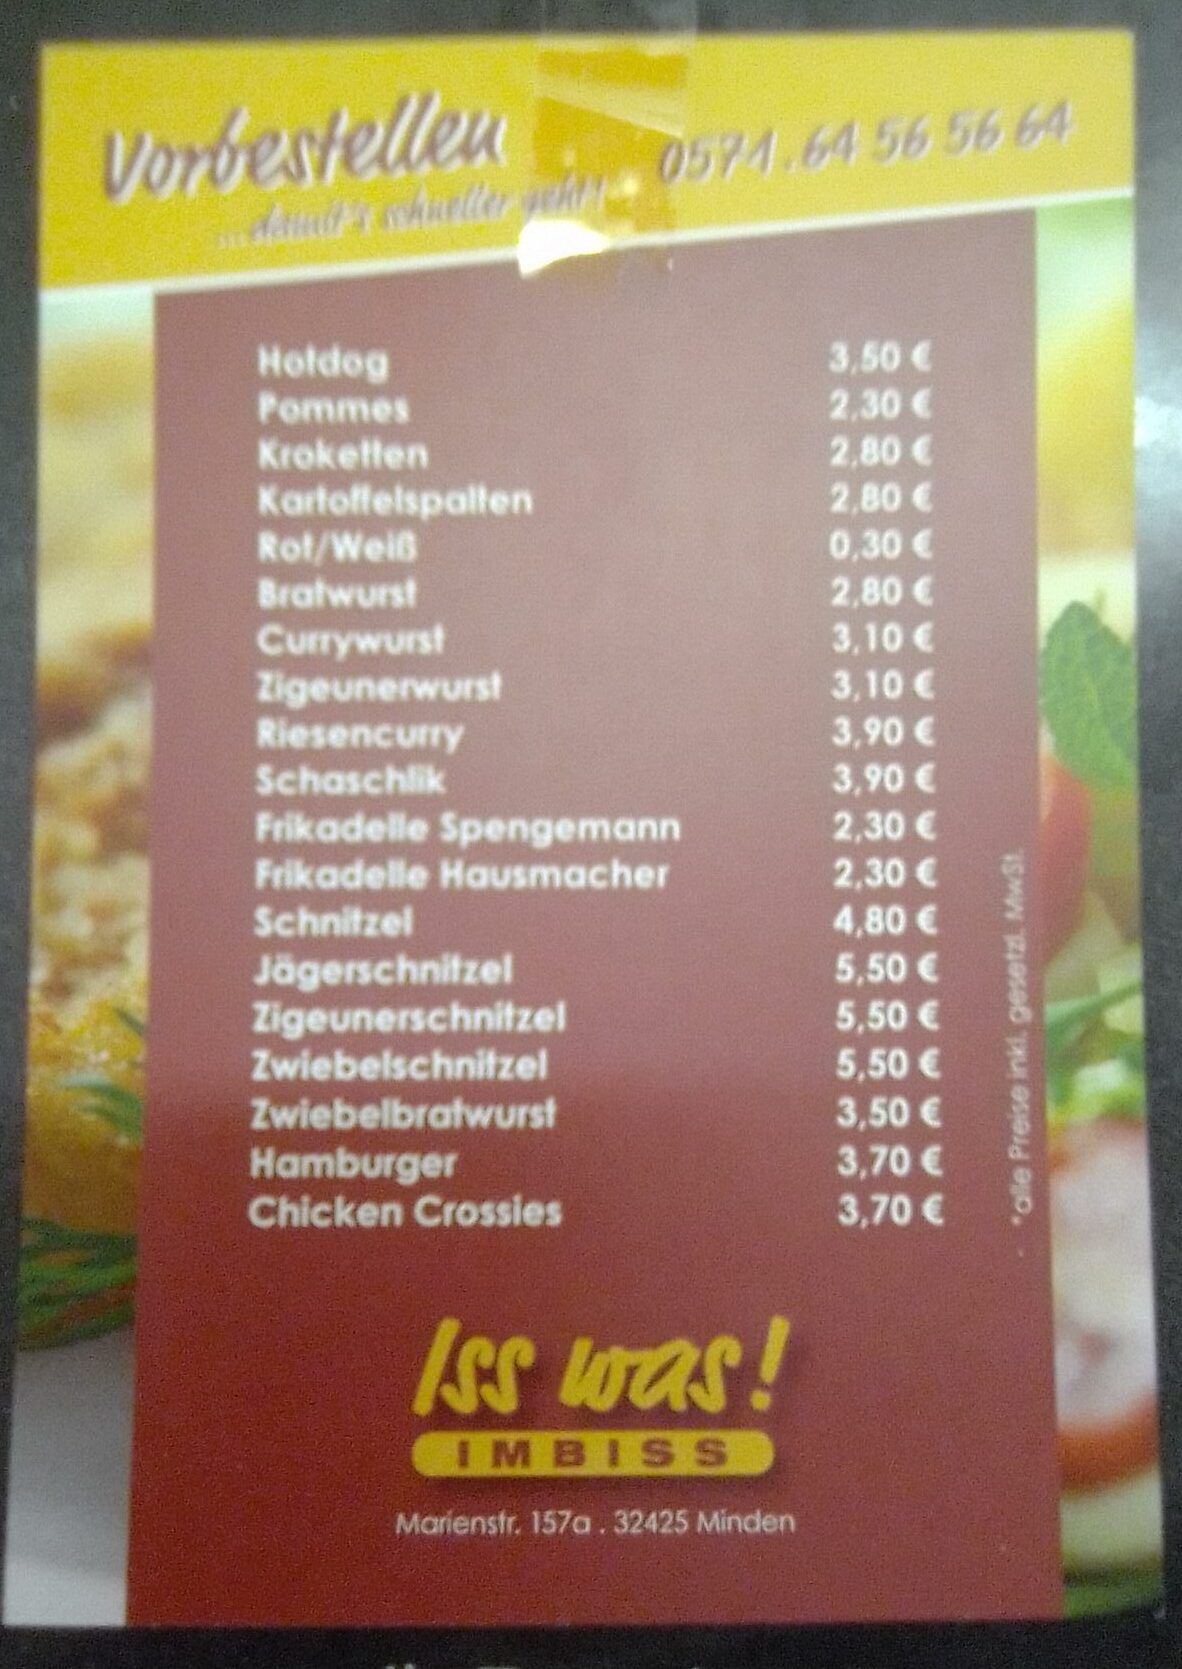 Vorbestellen
...damit's schneller geht!
0571.64 56 56 64
Hotdog 3,50 €
Pommes 2,30 €
Kroketten 2,80 €
Kartoffelspalten 2,80 €
Rot/Weiß 0,30 €
Bratwurst 2,80 €
Currywurst 3,10 €
Zigeunerwurst 3,10 €
Riesencurry 3,90 €
Schaschlik 3,90 €
Frikadelle Spengemann 2,30 €
Frikadelle Hausmacher 2,30 €
Schnitzel 4,80 €
Jägerschnitzel 5,50 €
Zigeunerschnitzel 5,50 €
Zwiebelschnitzel 5,50 €
Zwiebelbratwurst 3,50 €
Hamburger 3,70 €
Chicken Crossies 3,70 €
*alle Preise inkl. gesetzl. MwSt.
Iss was!
IMBISS
Marienstr. 157a . 32425 Minden